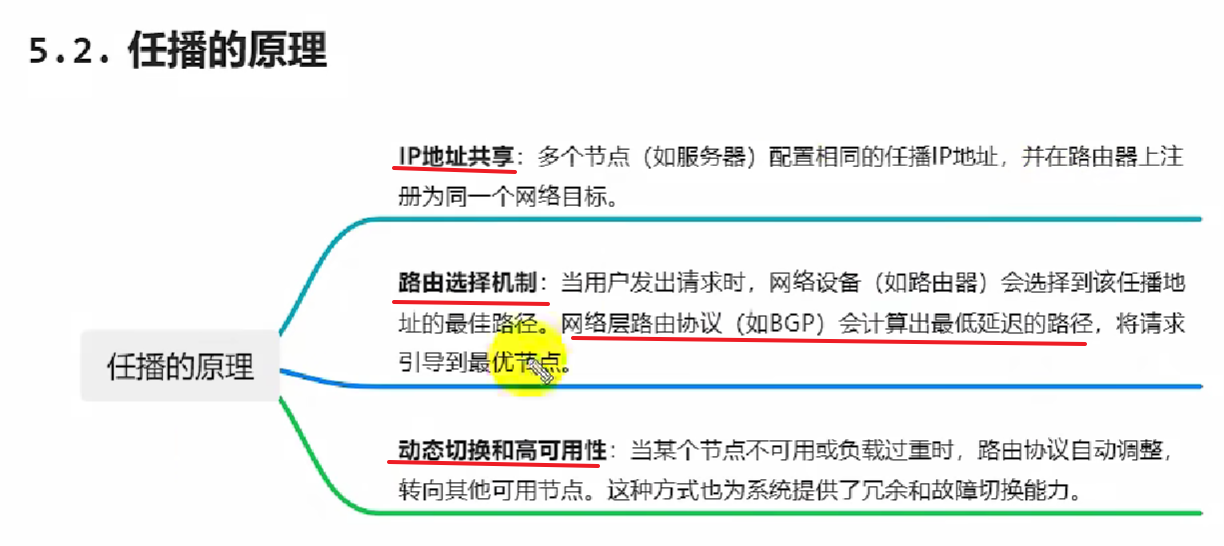 5.2. 任播的原理
IP地址共享：多个节点（如服务器）配置相同的任播IP地址，并在路由器上注
册为同一个网络目标。
路由选择机制：当用户发出请求时，网络设备（如路由器）会选择到该任播地
址的最佳路径。网络层路由协议（如BGP）会计算出最低延迟的路径，将请求
引导到最优节点。
任播的原理
动态切换和高可用性：当某个节点不可用或负载过重时，路由协议自动调整，
转向其他可用节点。这种方式也为系统提供了冗余和故障切换能力。